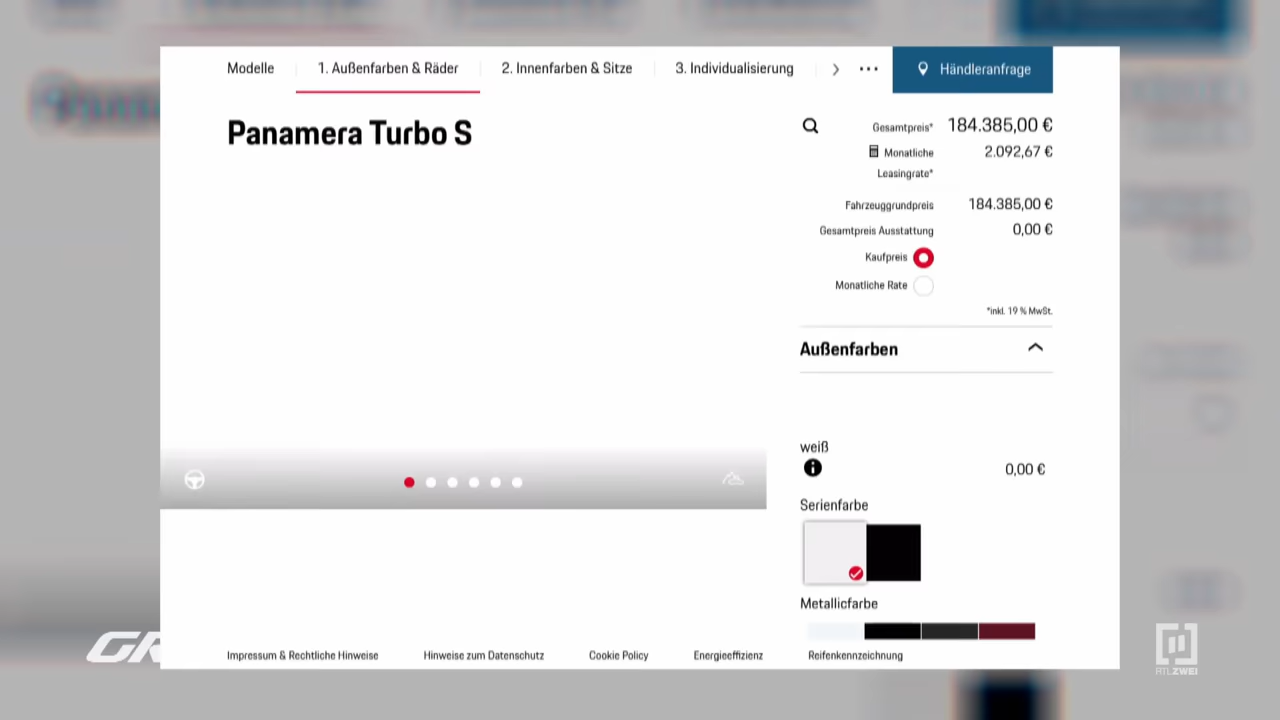 Modelle
1. Außenfarben & Räder
2. Innenfarben & Sitze
3. Individualisierung
Händleranfrage
Panamera Turbo S
Gesamtpreis* 184.385,00 €
Monatliche Leasingrate* 2.092,67 €
Fahrzeuggrundpreis 184.385,00 €
Gesamtpreis Ausstattung 0,00 €
Kaufpreis
Monatliche Rate
*inkl. 19 % MwSt.
Außenfarben
weiß
0,00 €
Serienfarbe
Metallicfarbe
Impressum & Rechtliche Hinweise
Hinweise zum Datenschutz
Cookie Policy
Energieeffizienz
Reifenkennzeichnung
GR
RTLZWEI